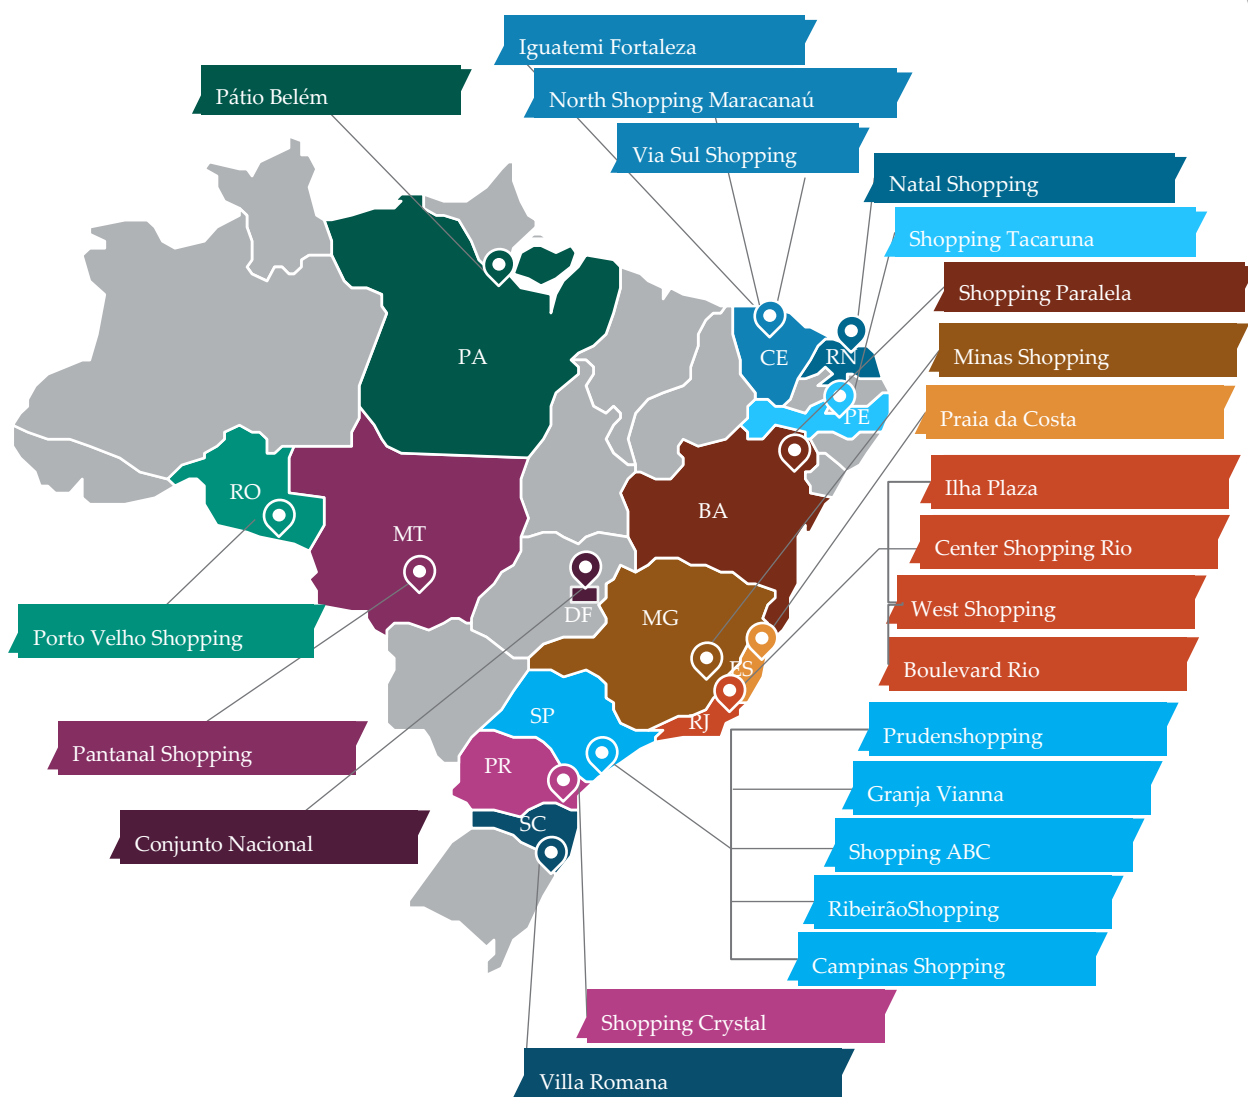 Iguatemi Fortaleza
Pátio Belém
North Shopping Maracanaú
Via Sul Shopping
Natal Shopping
Shopping Tacaruna
Shopping Paralela
Minas Shopping
PA
CE
RN
Praia da Costa
PE
RO
Ilha Plaza
BA
MT
Center Shopping Rio
West Shopping
DF
MG
Porto Velho Shopping
ES
Boulevard Rio
SP
RJ
Prudenshopping
Pantanal Shopping
PR
Granja Vianna
SC
Conjunto Nacional
Shopping ABC
RibeirãoShopping
Campinas Shopping
Shopping Crystal
Villa Romana